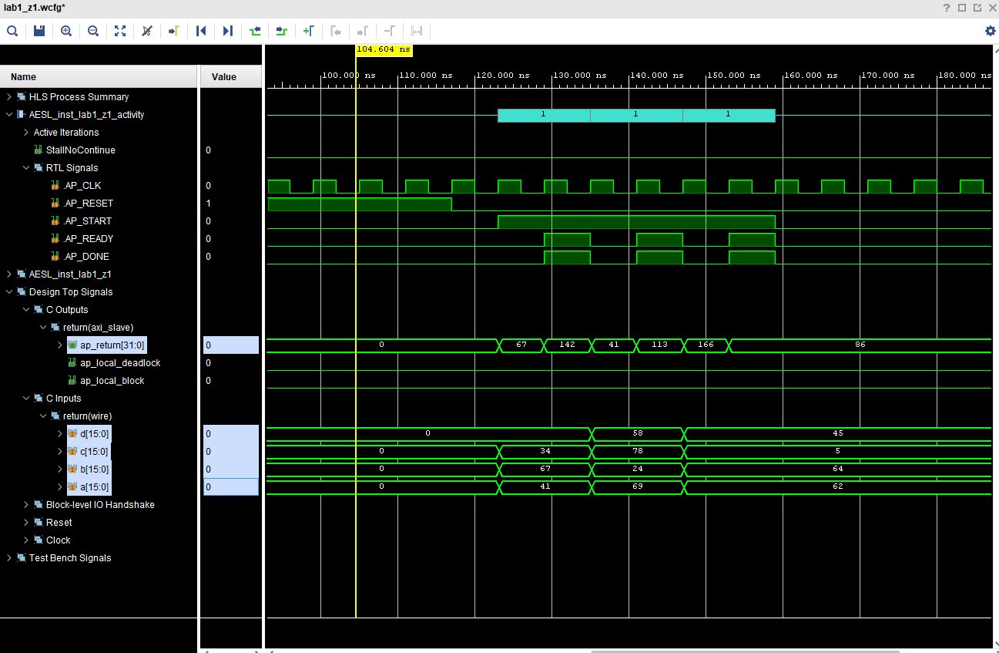 lab1_z1.wcfg*
?
104.604 ns
Name
Value
100.000 ns 110.000 ns 120.000 ns 130.000 ns 140.000 ns 150.000 ns 160.000 ns 170.000 ns 180.000 ns
HLS Process Summary
AESL_inst_lab1_z1_activity 1 1 1
Active Iterations
StallNoContinue 0
RTL Signals
.AP_CLK 0
.AP_RESET 1
.AP_START 0
.AP_READY 0
.AP_DONE 0
AESL_inst_lab1_z1
Design Top Signals
C Outputs
return(axi_slave)
ap_return[31:0] 0 0 67 142 41 113 166 86
ap_local_deadlock 0
ap_local_block 0
C Inputs
return(wire)
d[15:0] 0 0 58 45
c[15:0] 0 0 34 78 5
b[15:0] 0 0 67 24 64
a[15:0] 0 0 41 69 62
Block-level IO Handshake
Reset
Clock
Test Bench Signals